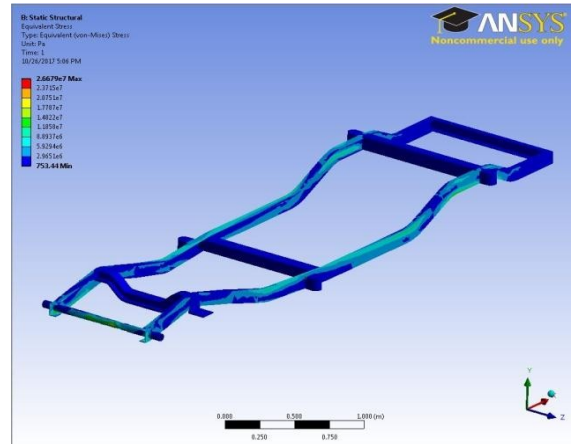 B: Static Structural
Equivalent Stress
Type: Equivalent (von-Mises) Stress
Unit: Pa
Time: 1
10/26/2017 5:06 PM
2.6679e7 Max
2.3715e7
2.0751e7
1.7787e7
1.4822e7
1.1858e7
8.8937e6
5.9294e6
2.9651e6
753.44 Min
ANSYS
Noncommercial use only
Y
X
Z
0.000
0.500
1.000 (m)
0.250
0.750